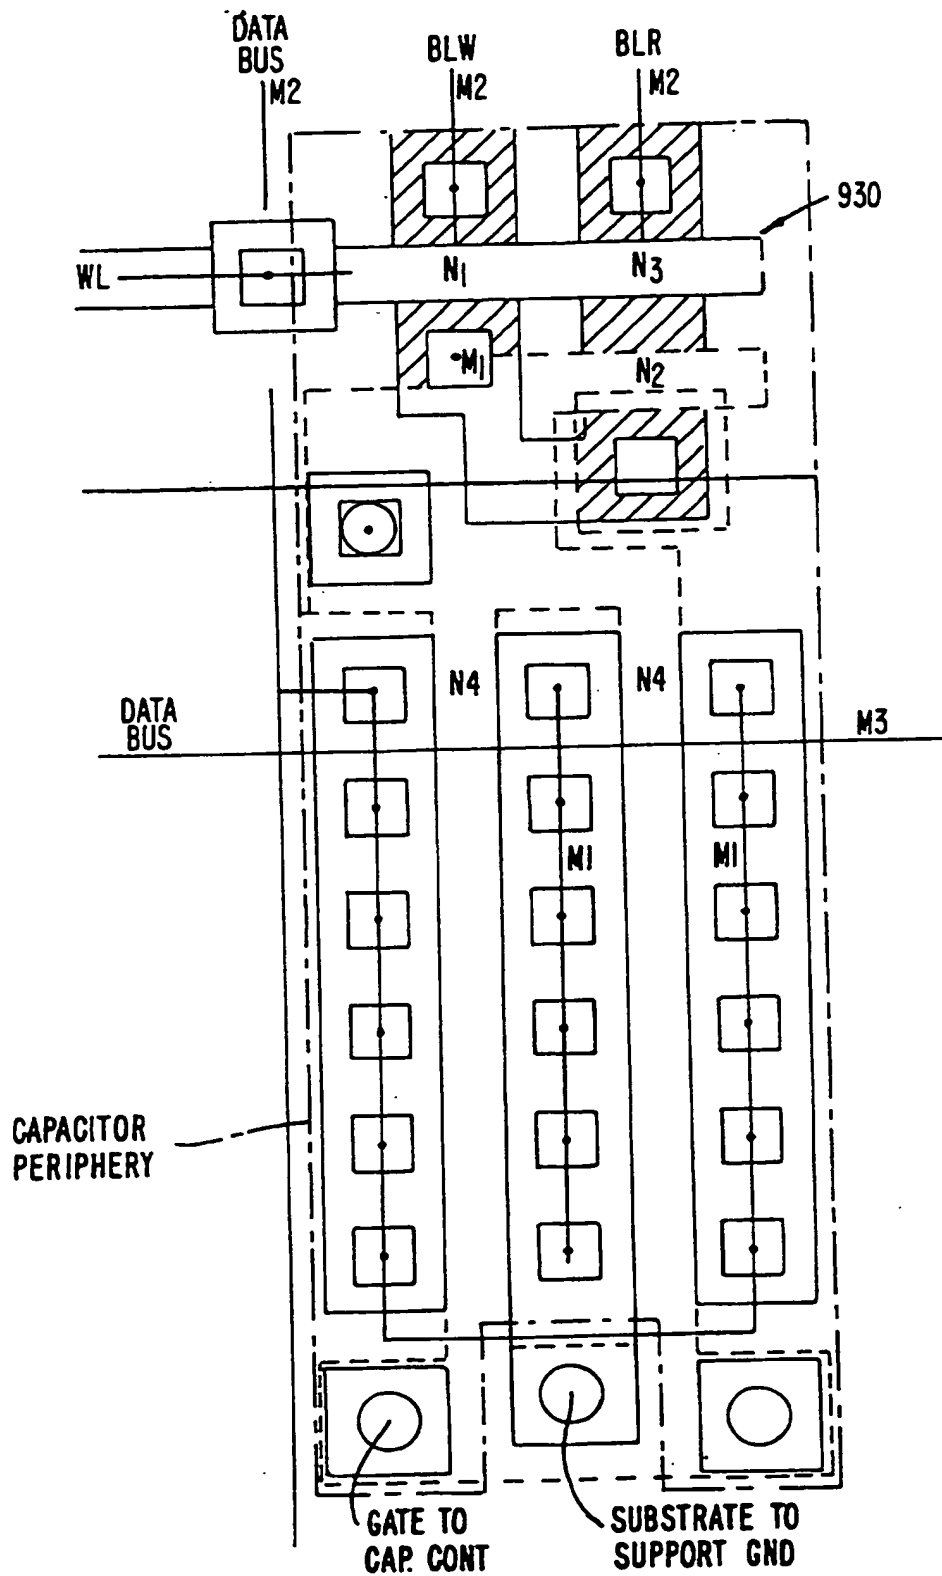 DATA
BUS
M2
BLW
M2
BLR
M2
930
WL
N1
N3
M1
N2
N4
N4
DATA
BUS
M3
M1
M1
CAPACITOR
PERIPHERY
GATE TO
CAP. CONT
SUBSTRATE TO
SUPPORT GND